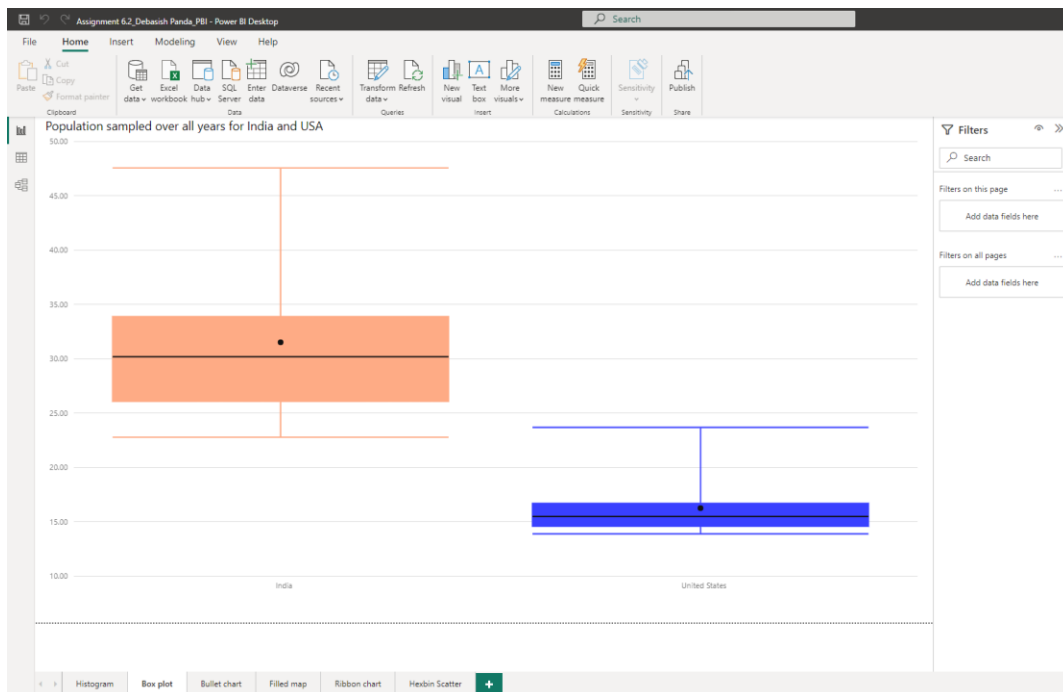 Assignment 6.2_Debasish Panda_PBI - Power BI Desktop
Search
File Home Insert Modeling View Help
Paste
Cut
Copy
Format painter
Get data
Excel workbook
Data hub
SQL Server
Enter data
Dataverse
Recent sources
Transform data
Refresh
New visual
Text box
More visuals
New measure
Quick measure
Sensitivity
Publish
Clipboard
Data
Queries
Insert
Calculations
Sensitivity
Share
Population sampled over all years for India and USA
50.00
45.00
40.00
35.00
30.00
25.00
20.00
15.00
10.00
India
United States
Filters
Search
Filters on this page
...
Add data fields here
Filters on all pages
...
Add data fields here
Histogram
Box plot
Bullet chart
Filled map
Ribbon chart
Hexbin Scatter
+